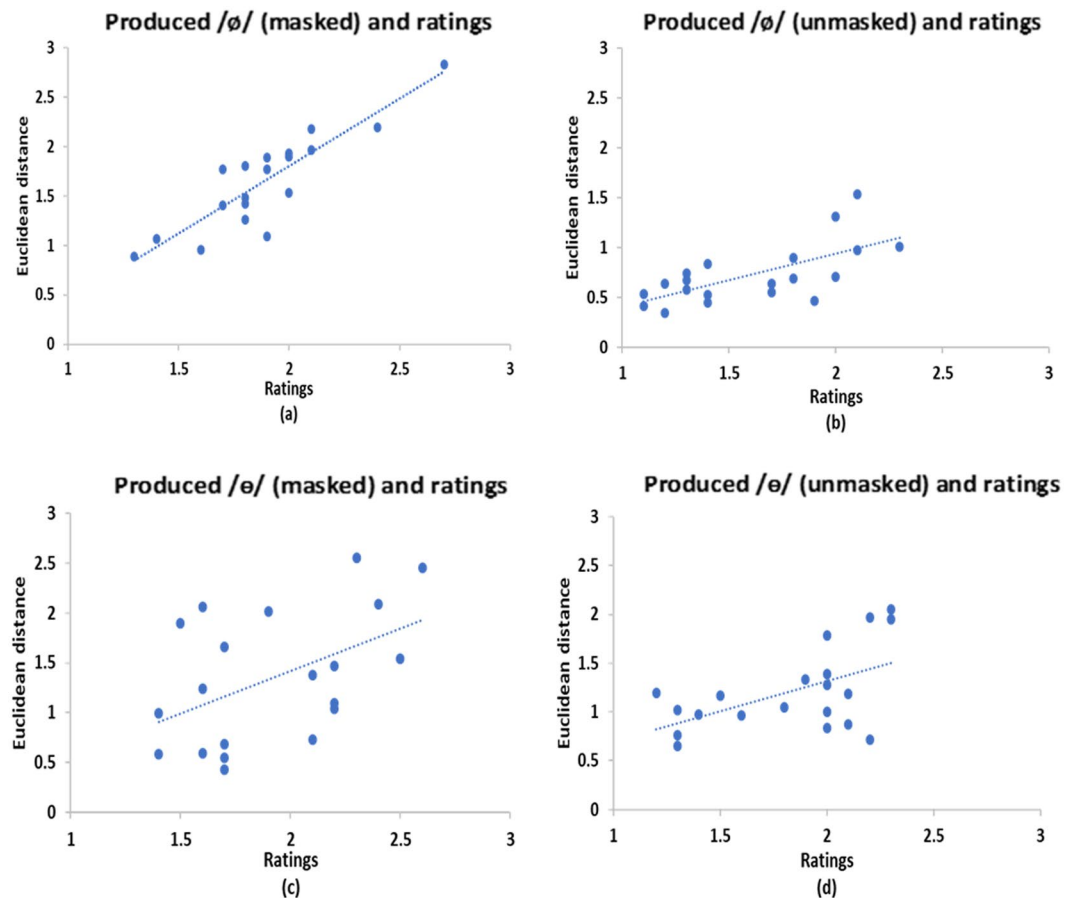 Produced /ø/ (masked) and ratings
Euclidean distance
3
2.5
2
1.5
1
0.5
0
1 1.5 2 2.5 3
Ratings
(a)
Produced /ø/ (unmasked) and ratings
Euclidean distance
3
2.5
2
1.5
1
0.5
0
1 1.5 2 2.5 3
Ratings
(b)
Produced /ɵ/ (masked) and ratings
Euclidean distance
3
2.5
2
1.5
1
0.5
0
1 1.5 2 2.5 3
Ratings
(c)
Produced /ɵ/ (unmasked) and ratings
Euclidean distance
3
2.5
2
1.5
1
0.5
0
1 1.5 2 2.5 3
Ratings
(d)